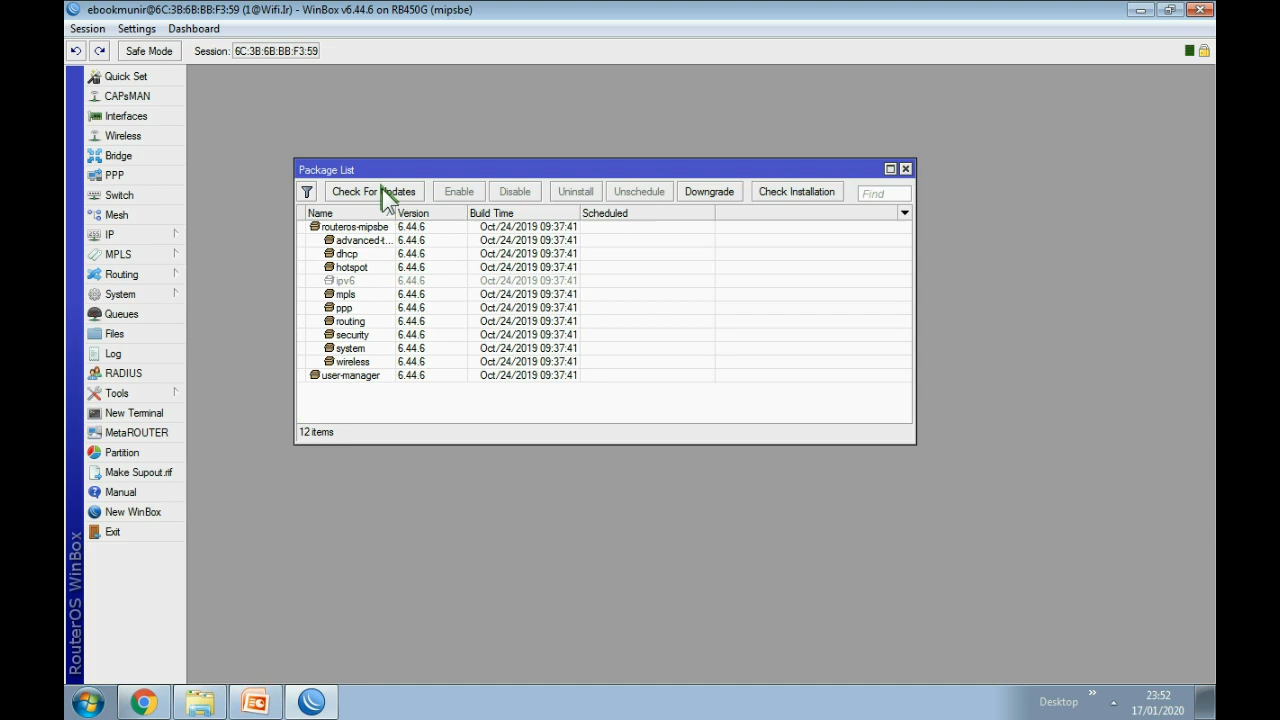 ebookmunir@6C:3B:6B:BB:F3:59 (1@Wifi.Ir) - WinBox v6.44.6 on RB450G (mipsbe)
Session Settings Dashboard
Safe Mode Session: 6C:3B:6B:BB:F3:59
Quick Set
CAPsMAN
Interfaces
Wireless
Bridge
PPP
Switch
Mesh
IP
MPLS
Routing
System
Queues
Files
Log
RADIUS
Tools
New Terminal
MetaROUTER
Partition
Make Supout.rif
Manual
New WinBox
Exit
RouterOS WinBox
Package List
Check For Updates Enable Disable Uninstall Unschedule Downgrade Check Installation Find
Name Version Build Time Scheduled
routeros-mipsbe 6.44.6 Oct/24/2019 09:37:41
advanced-t... 6.44.6 Oct/24/2019 09:37:41
dhcp 6.44.6 Oct/24/2019 09:37:41
hotspot 6.44.6 Oct/24/2019 09:37:41
ipv6 6.44.6 Oct/24/2019 09:37:41
mpls 6.44.6 Oct/24/2019 09:37:41
ppp 6.44.6 Oct/24/2019 09:37:41
routing 6.44.6 Oct/24/2019 09:37:41
security 6.44.6 Oct/24/2019 09:37:41
system 6.44.6 Oct/24/2019 09:37:41
wireless 6.44.6 Oct/24/2019 09:37:41
user-manager 6.44.6 Oct/24/2019 09:37:41
12 items
Desktop
23:52
17/01/2020